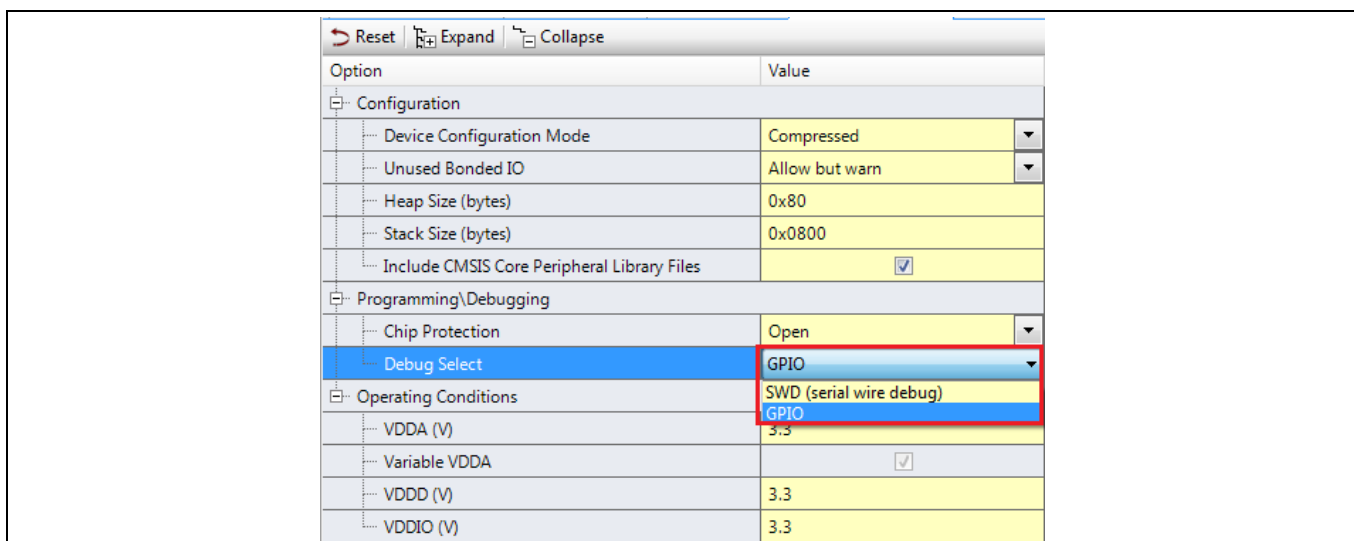 Reset Expand Collapse
Option Value
Configuration
Device Configuration Mode Compressed
Unused Bonded IO Allow but warn
Heap Size (bytes) 0x80
Stack Size (bytes) 0x0800
Include CMSIS Core Peripheral Library Files
Programming\Debugging
Chip Protection Open
Debug Select GPIO
Operating Conditions SWD (serial wire debug)
GPIO
VDDA (V) 3.3
Variable VDDA
VDDD (V) 3.3
VDDIO (V) 3.3